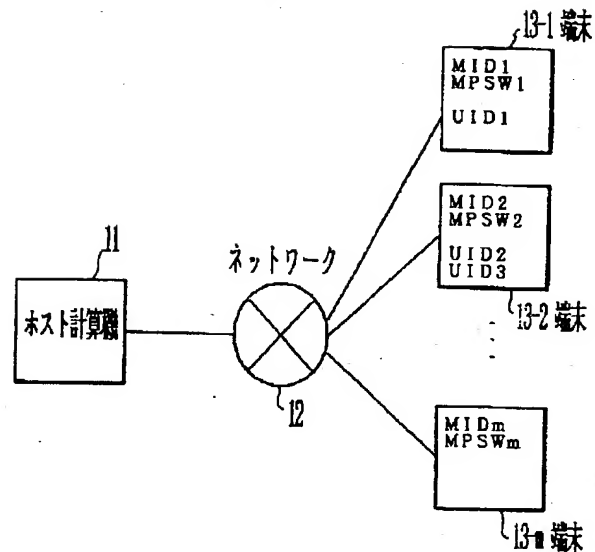 13-1 端末
MID1
MPSW1
UID1
MID2
MPSW2
UID2
UID3
13-2 端末
11
ホスト計算機
ネットワーク
12
MIDm
MPSWm
13-m 端末